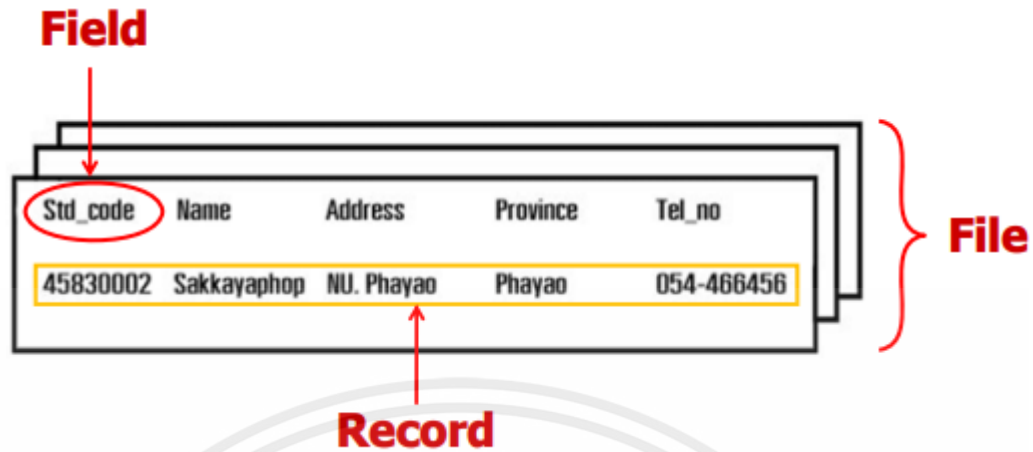 Field
Std_code Name Address Province Tel_no
File
45830002 Sakkayaphop NU. Phayao Phayao 054-466456
Record